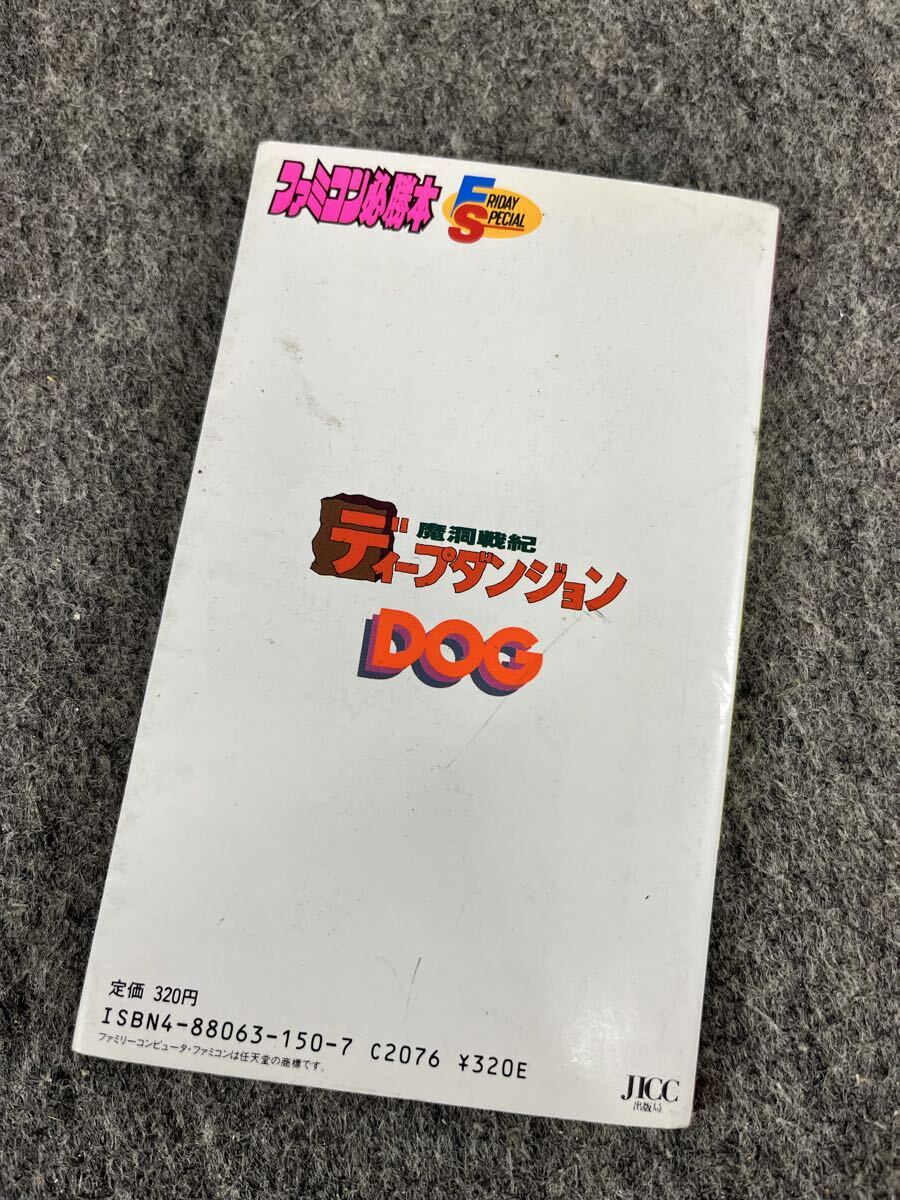 ファミコン必勝本
FRIDAY
SPECIAL
魔洞戦紀
ディープダンジョン
DOG
定価 320円
ISBN4-88063-150-7 C2076 ¥320E
ファミリーコンピュータ・ファミコンは任天堂の商標です。
JICC
出版局